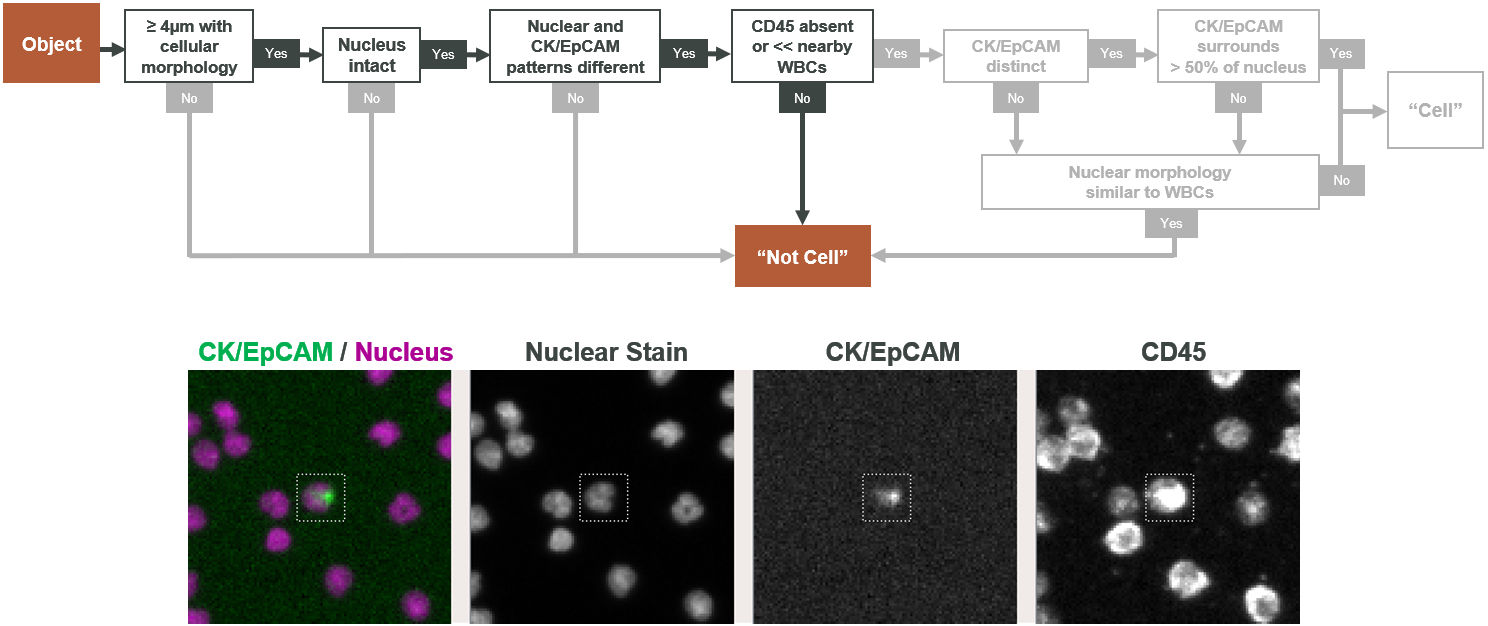 Object
≥ 4μm with
cellular
morphology
Yes
Nucleus
intact
Yes
Nuclear and
CK/EpCAM
patterns different
Yes
CD45 absent
or << nearby
WBCs
Yes
CK/EpCAM
distinct
Yes
CK/EpCAM
surrounds
> 50% of nucleus
Yes
No
No
No
No
No
No
“Cell”
Nuclear morphology
similar to WBCs
No
Yes
“Not Cell”
CK/EpCAM / Nucleus
Nuclear Stain
CK/EpCAM
CD45